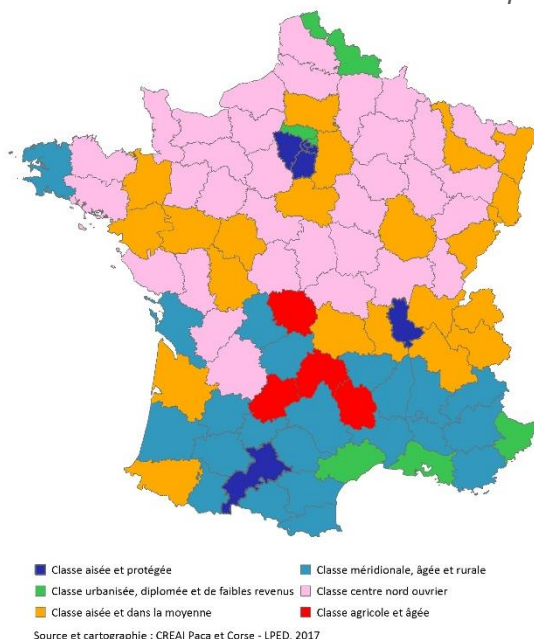 Classe aisée et protégée
Classe méridionale, âgée et rurale
Classe urbanisée, diplomée et de faibles revenus
Classe centre nord ouvrier
Classe aisée et dans la moyenne
Classe agricole et âgée
Source et cartographie : CREAI Paca et Corse - LPED, 2017